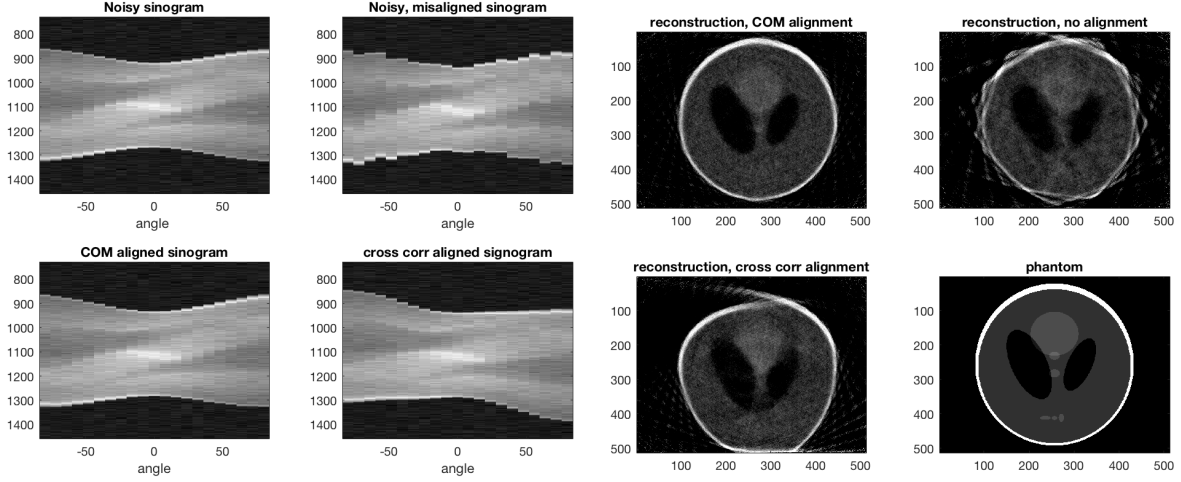 Noisy sinogram
800
900
1000
1100
1200
1300
1400
-50 0 50
angle
Noisy, misaligned sinogram
800
900
1000
1100
1200
1300
1400
-50 0 50
angle
reconstruction, COM alignment
100
200
300
400
500
100 200 300 400 500
reconstruction, no alignment
100
200
300
400
500
100 200 300 400 500
COM aligned sinogram
800
900
1000
1100
1200
1300
1400
-50 0 50
angle
cross corr aligned signogram
800
900
1000
1100
1200
1300
1400
-50 0 50
angle
reconstruction, cross corr alignment
100
200
300
400
500
100 200 300 400 500
phantom
100
200
300
400
500
100 200 300 400 500